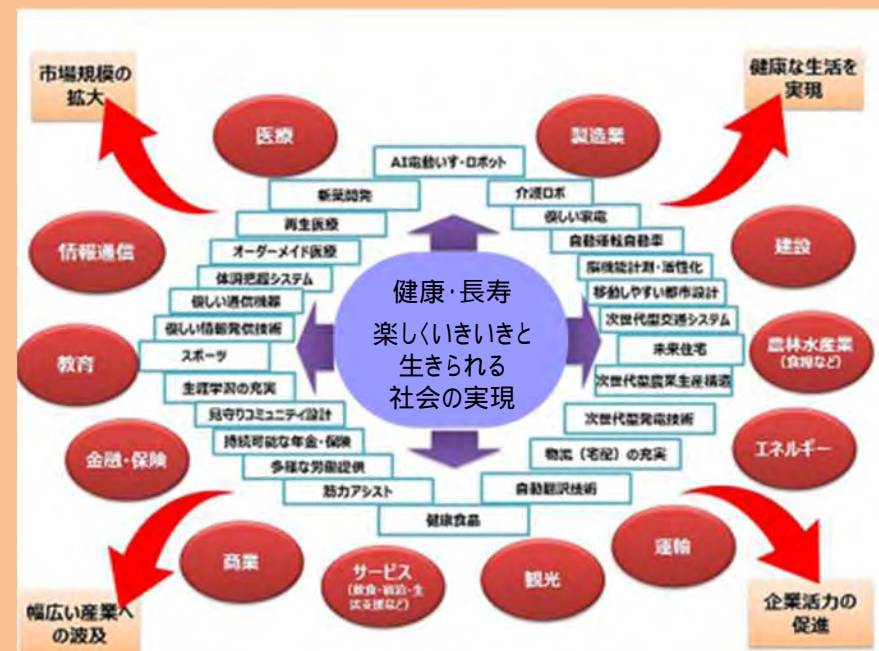 市場規模の
拡大
健康な生活を
実現
医療
製造業
AI電動いす・ロボット
新薬開発
介護ロボ
再生医療
優しい家電
オーダーメイド医療
自動運転自動車
情報通信
建設
体調把握システム
脳機能計測・活性化
優しい通信機器
移動しやすい都市設計
優しい情報発信技術
次世代型交通システム
健康・長寿
楽しくいきいきと
生きられる
社会の実現
スポーツ
未来住宅
教育
農林水産業
(食糧など)
生涯学習の充実
次世代型農業生産構造
見守りコミュニティ設計
次世代型発電技術
持続可能な年金・保険
物流（宅配）の充実
金融・保険
エネルギー
多様な労働提供
筋力アシスト
自動翻訳技術
健康食品
商業
サービス
(飲食・宿泊・生
活支援など)
観光
運輸
幅広い産業へ
の波及
企業活力の
促進